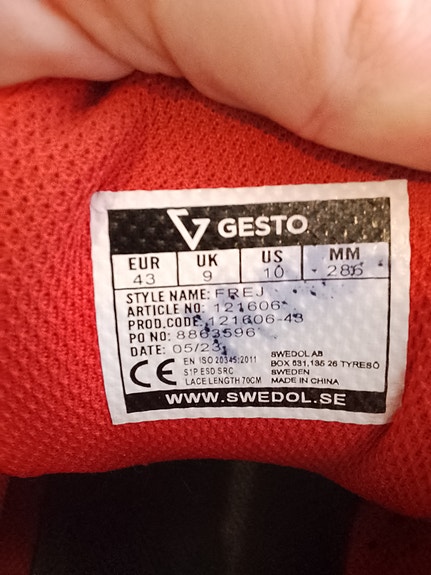 GESTO
EUR UK US MM
43 9 10 286
STYLE NAME: FREJ
ARTICLE NO: 121606
PROD.CODE: 121606-43
PO NO: 8863596
DATE: 05/23
CE EN ISO 20345:2011
S1P ESD SRC
LACE LENGTH 70CM
SWEDOL AB
BOX 631, 135 26 TYRESÖ
SWEDEN
MADE IN CHINA
WWW.SWEDOL.SE